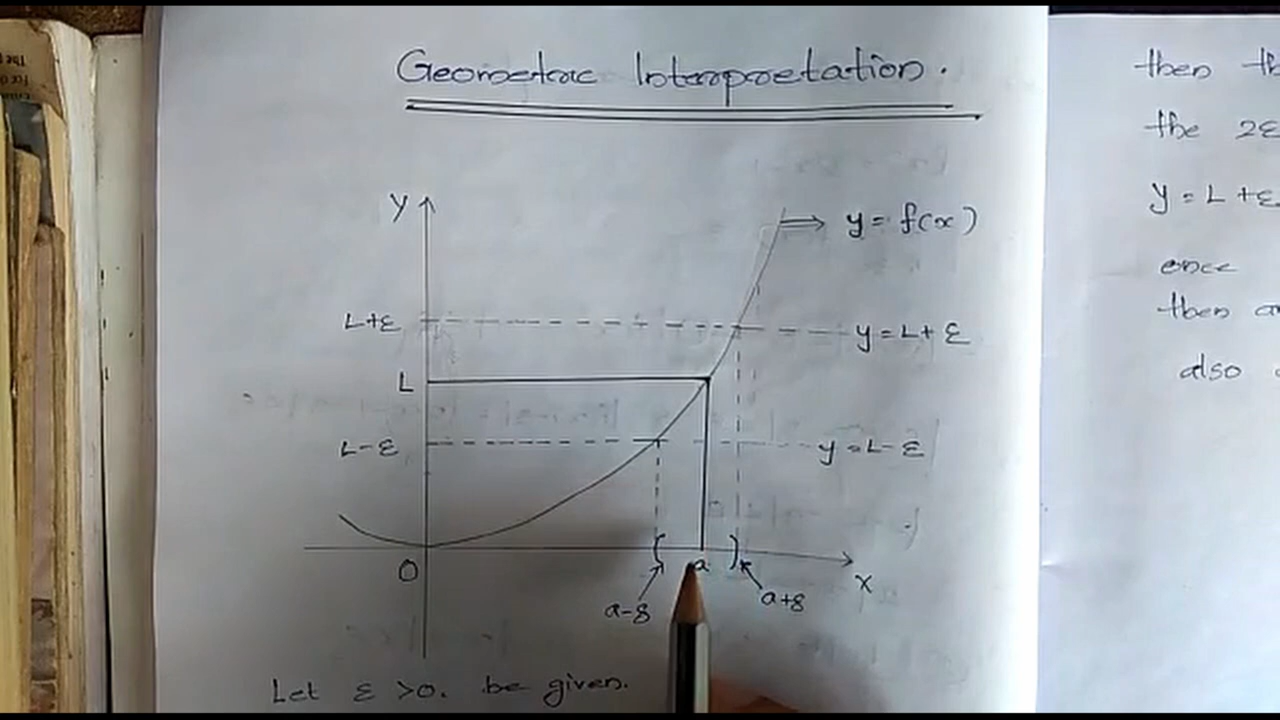 Geometric Interpretation.
Y
y = f(x)
L+ε
y = L+ ε
L
L-ε
y = L- ε
O
a
x
a-δ
a+δ
Let ε >0. be given.
then
the 2ε
y = L +ε
once
then
also